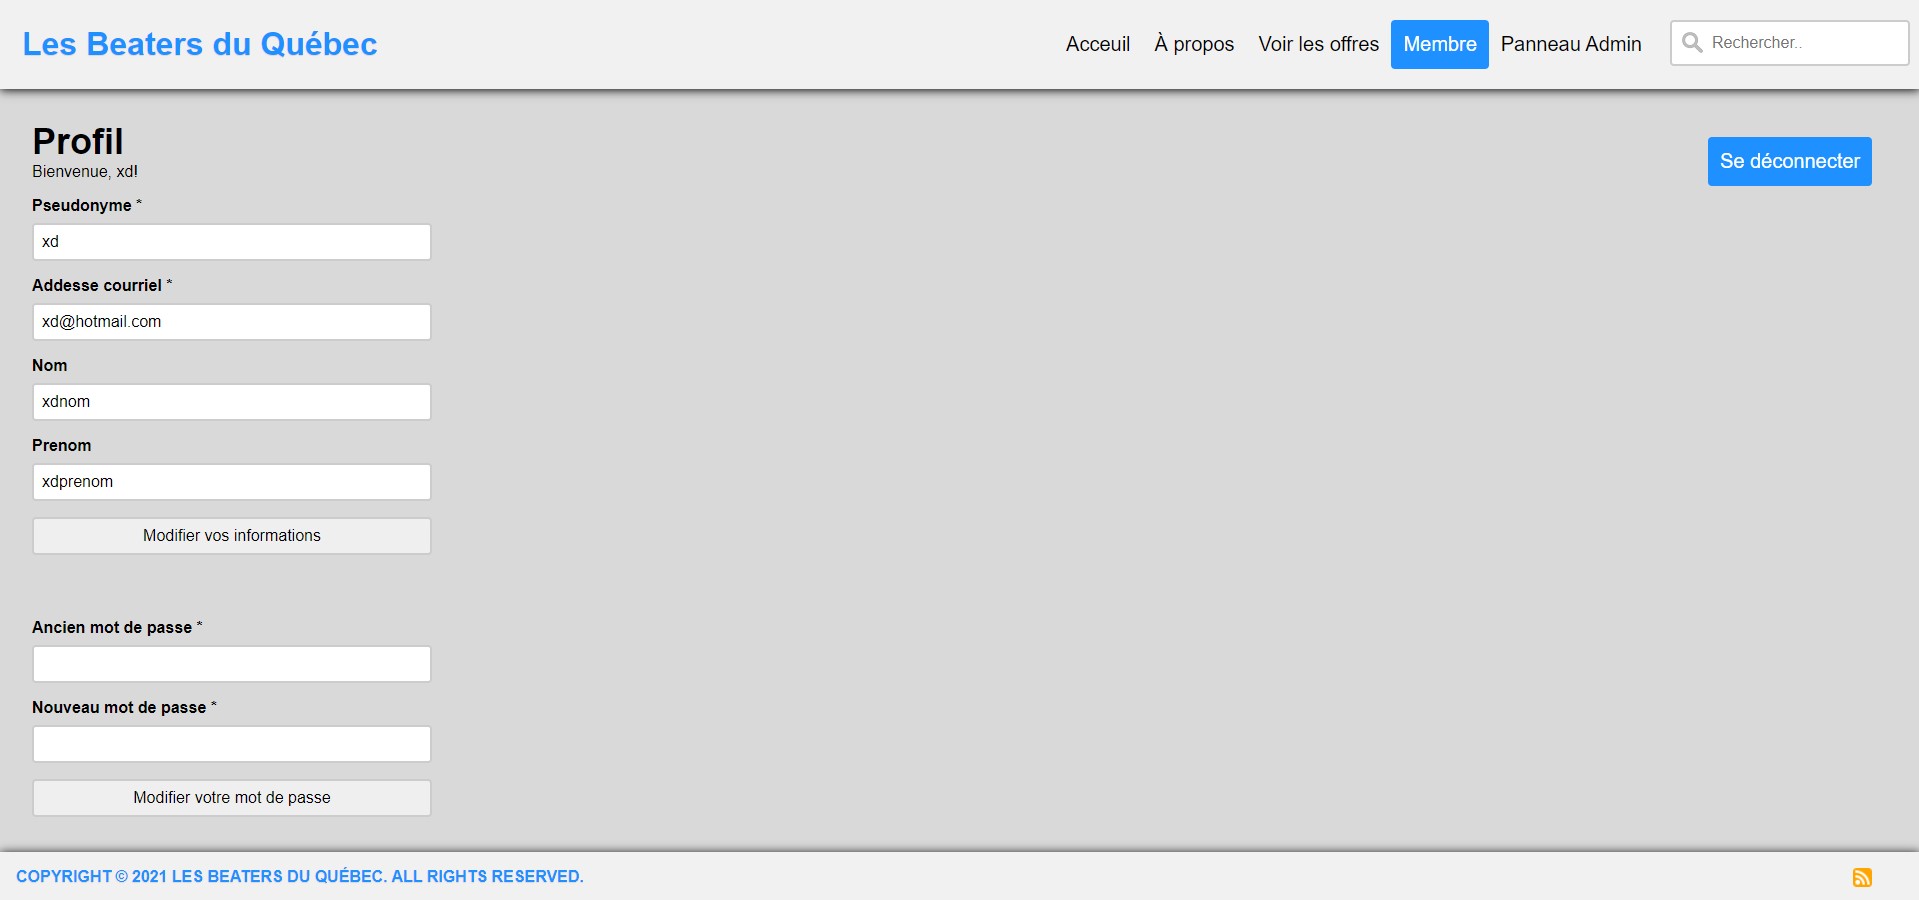 Les Beaters du Québec
Acceuil À propos Voir les offres Membre Panneau Admin Rechercher..
Profil
Se déconnecter
Bienvenue, xd!
Pseudonyme *
xd
Addesse courriel *
xd@hotmail.com
Nom
xdnom
Prenom
xdprenom
Modifier vos informations
Ancien mot de passe *
Nouveau mot de passe *
Modifier votre mot de passe
COPYRIGHT © 2021 LES BEATERS DU QUÉBEC. ALL RIGHTS RESERVED.